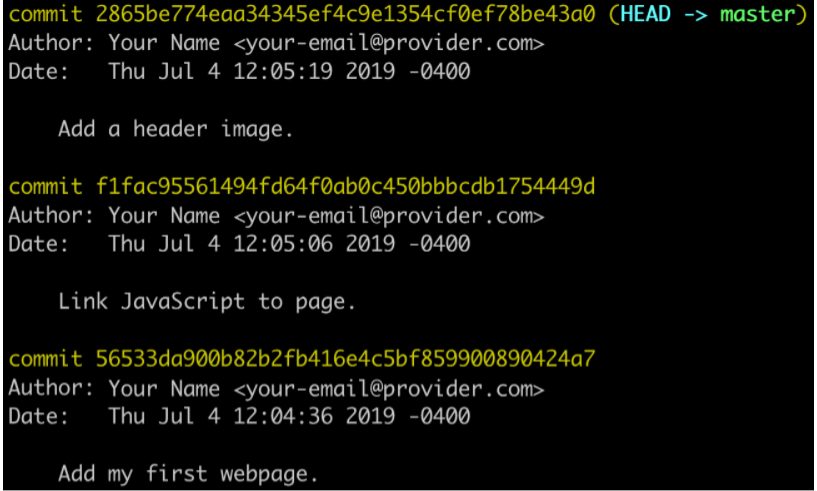 commit 2865be774eaa34345ef4c9e1354cf0ef78be43a0 (HEAD -> master)
Author: Your Name <your-email@provider.com>
Date:   Thu Jul 4 12:05:19 2019 -0400
Add a header image.
commit f1fac95561494fd64f0ab0c450bbbcdb1754449d
Author: Your Name <your-email@provider.com>
Date:   Thu Jul 4 12:05:06 2019 -0400
Link JavaScript to page.
commit 56533da900b82b2fb416e4c5bf859900890424a7
Author: Your Name <your-email@provider.com>
Date:   Thu Jul 4 12:04:36 2019 -0400
Add my first webpage.